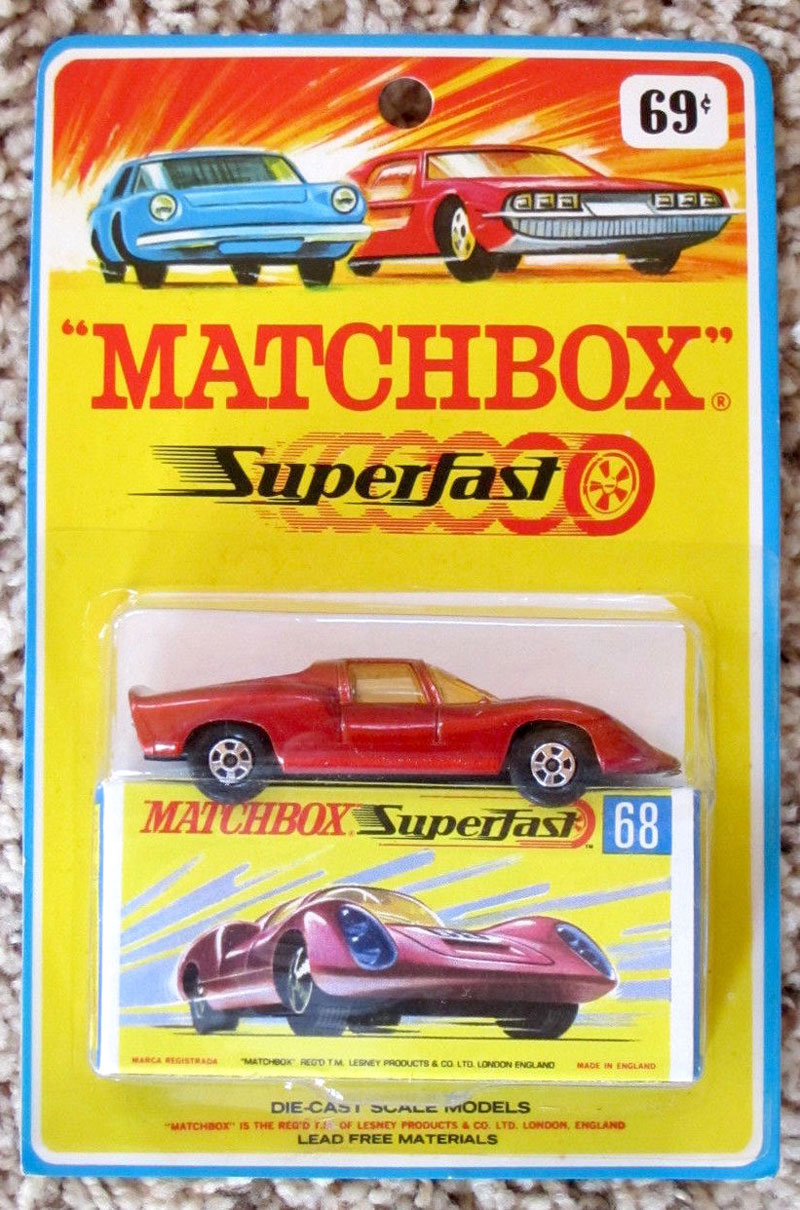 69¢
"MATCHBOX"®
Superfast
MATCHBOX® Superfast™ 68
MARCA REGISTRADA "MATCHBOX" REG'D T.M. LESNEY PRODUCTS & CO. LTD. LONDON ENGLAND MADE IN ENGLAND
DIE-CAST SCALE MODELS
"MATCHBOX" IS THE REG'D T.M. OF LESNEY PRODUCTS & CO. LTD. LONDON, ENGLAND
LEAD FREE MATERIALS